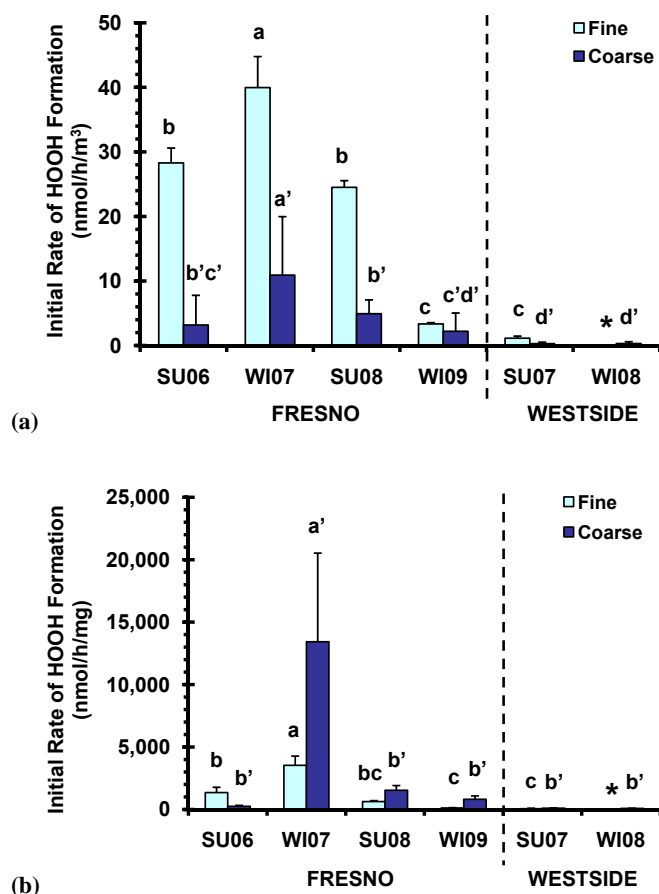 Fine
Coarse
Initial Rate of HOOH Formation
(nmol/h/m³)
50
40
30
20
10
0
b
b’c’
a
a’
b
b’
c
c’d’
c
d’
* d’
SU06 WI07 SU08 WI09 SU07 WI08
FRESNO WESTSIDE
(a)
Fine
Coarse
Initial Rate of HOOH Formation
(nmol/h/mg)
25,000
20,000
15,000
10,000
5,000
0
b
b’
a
a’
bc
b’
c
b’
c b’
* b’
SU06 WI07 SU08 WI09 SU07 WI08
FRESNO WESTSIDE
(b)